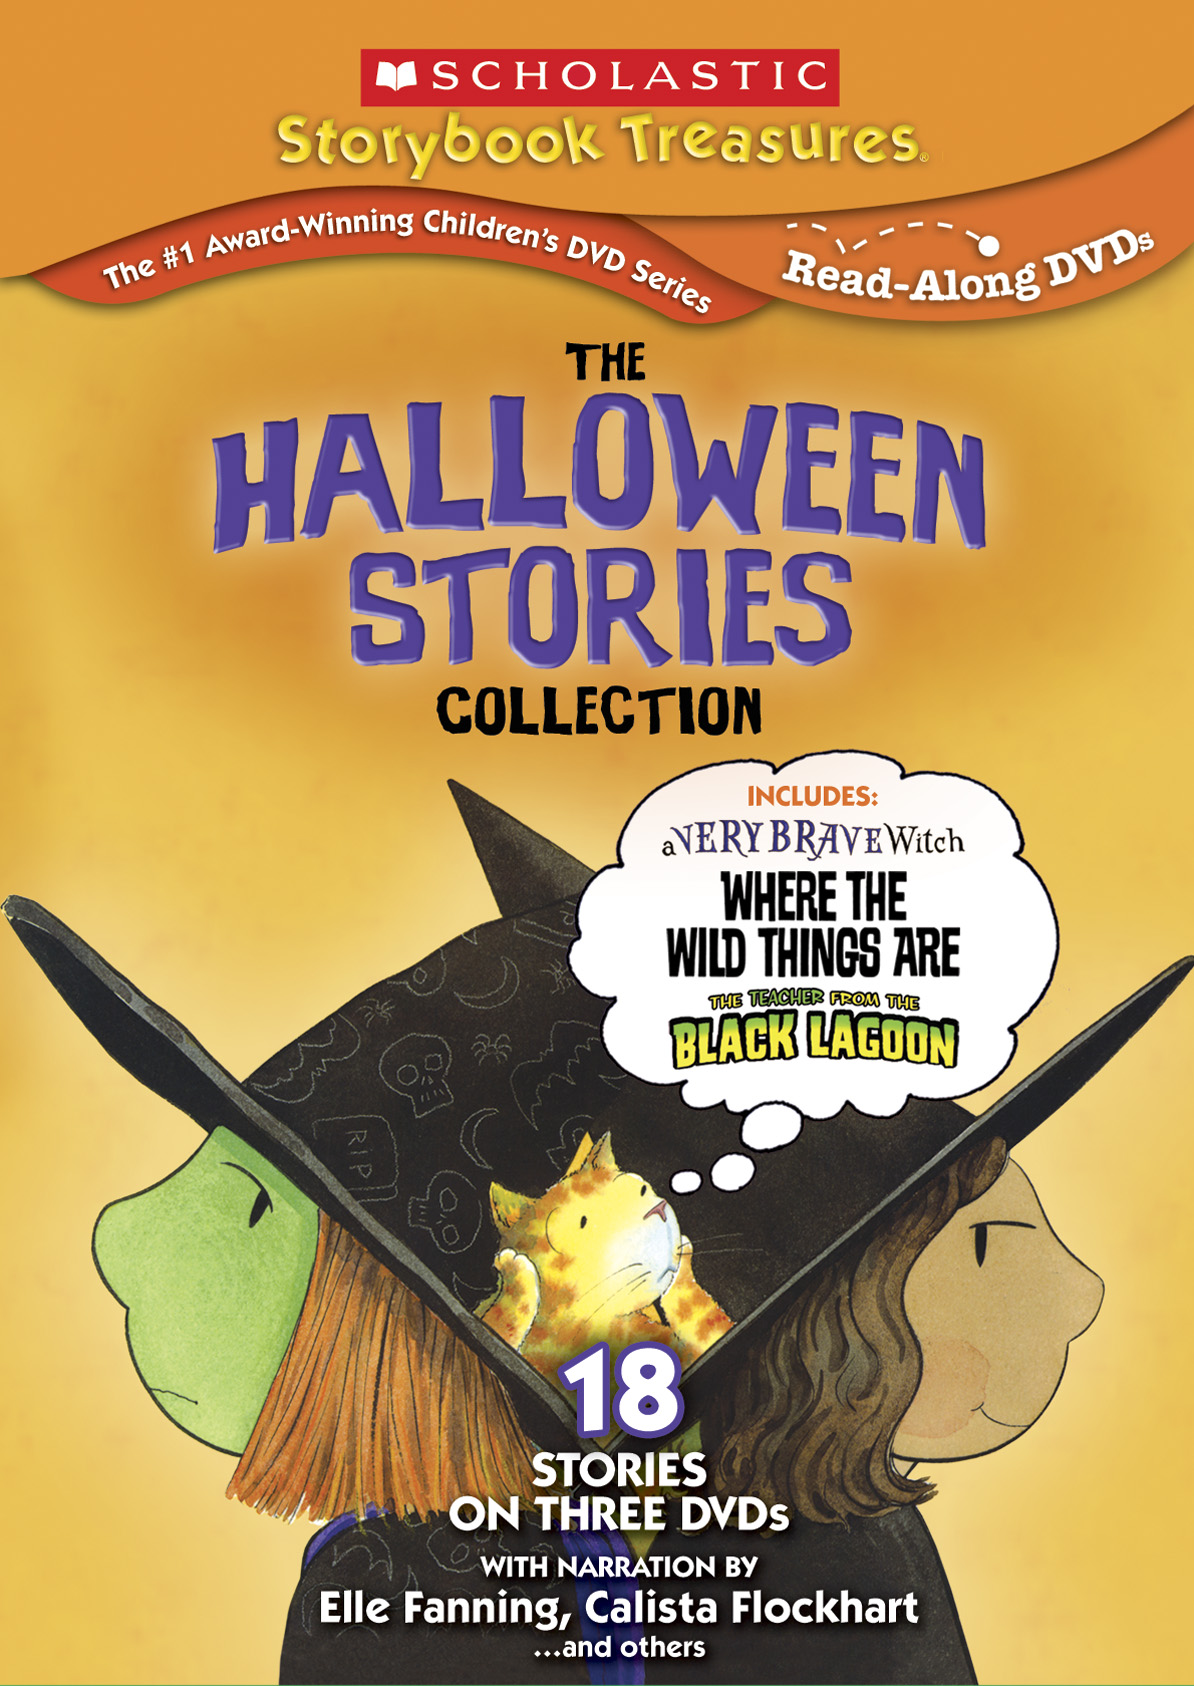 SCHOLASTIC
Storybook Treasures®
The #1 Award-Winning Children's DVD Series
Read-Along DVDs
THE
HALLOWEEN
STORIES
COLLECTION
INCLUDES:
a VERY BRAVE Witch
WHERE THE
WILD THINGS ARE
THE TEACHER FROM THE
BLACK LAGOON
RIP
18
STORIES
ON THREE DVDs
WITH NARRATION BY
Elle Fanning, Calista Flockhart
...and others